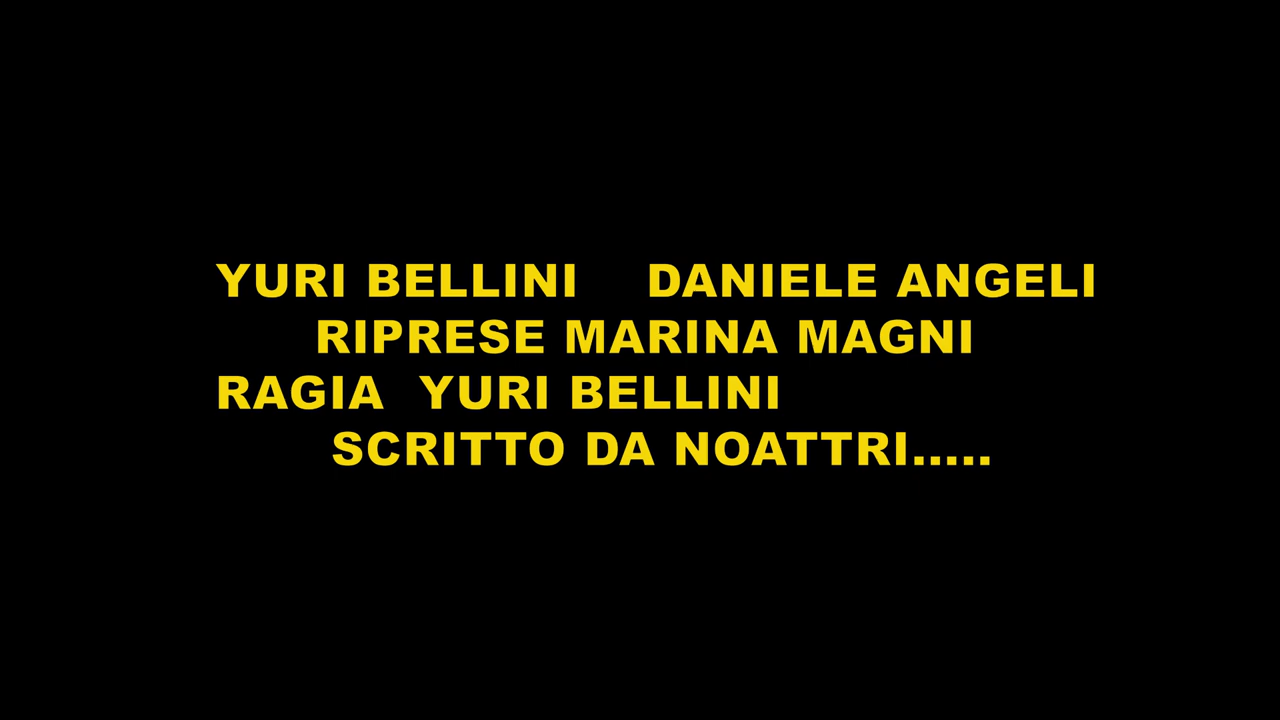 YURI BELLINI    DANIELE ANGELI
RIPRESE MARINA MAGNI
RAGIA  YURI BELLINI
SCRITTO DA NOATTRI.....